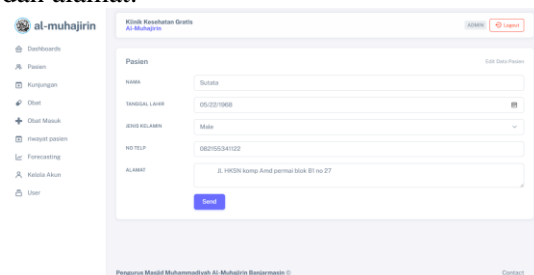 dan alamat.
al-muhajirin
Klinik Kesehatan Gratis
Al-Muhajirin
ADMIN
Logout
Dashboards
Pasien
Kunjungan
Obat
Obat Masuk
riwayat pasien
Forecasting
Kelola Akun
User
Pasien
Edit Data Pasien
NAMA
Sutata
TANGGAL LAHIR
05/22/1968
JENIS KELAMIN
Male
NO TELP
082155341122
ALAMAT
JL HKSN komp Amd permai blok B1 no 27
Send
Pengurus Masjid Muhammadiyah Al-Muhajirin Banjarmasin ©
Contact